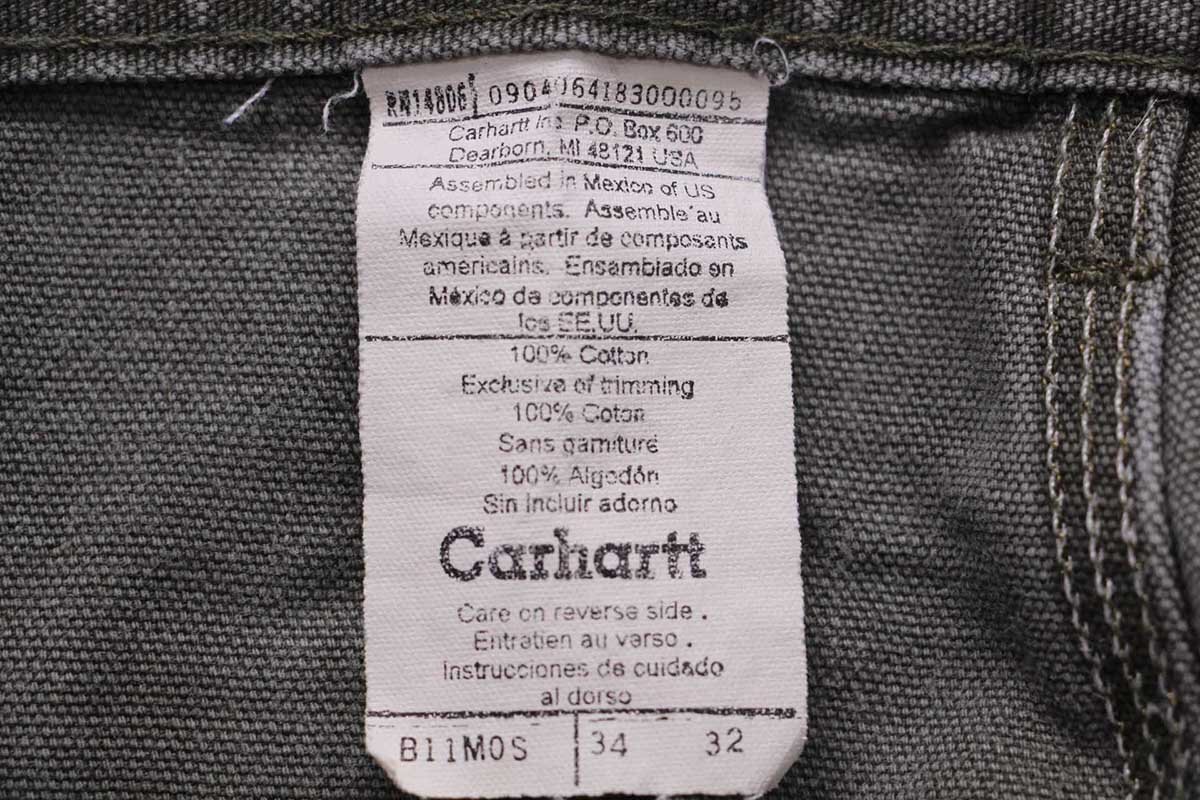 RN14806 0904064183000095
Carhartt Inc P.O. Box 600
Dearborn, MI 48121 USA
Assembled in Mexico of US
components. Assemble'au
Mexique à partir de composants
américains. Ensamblado en
México de componentes de
los EE.UU.
100% Cotton
Exclusive of trimming
100% Coton
Sans garniture
100% Algodón
Sin incluir adorno
Carhartt
Care on reverse side .
Entretien au verso .
Instrucciones de cuidado
al dorso
B11MOS 34 32